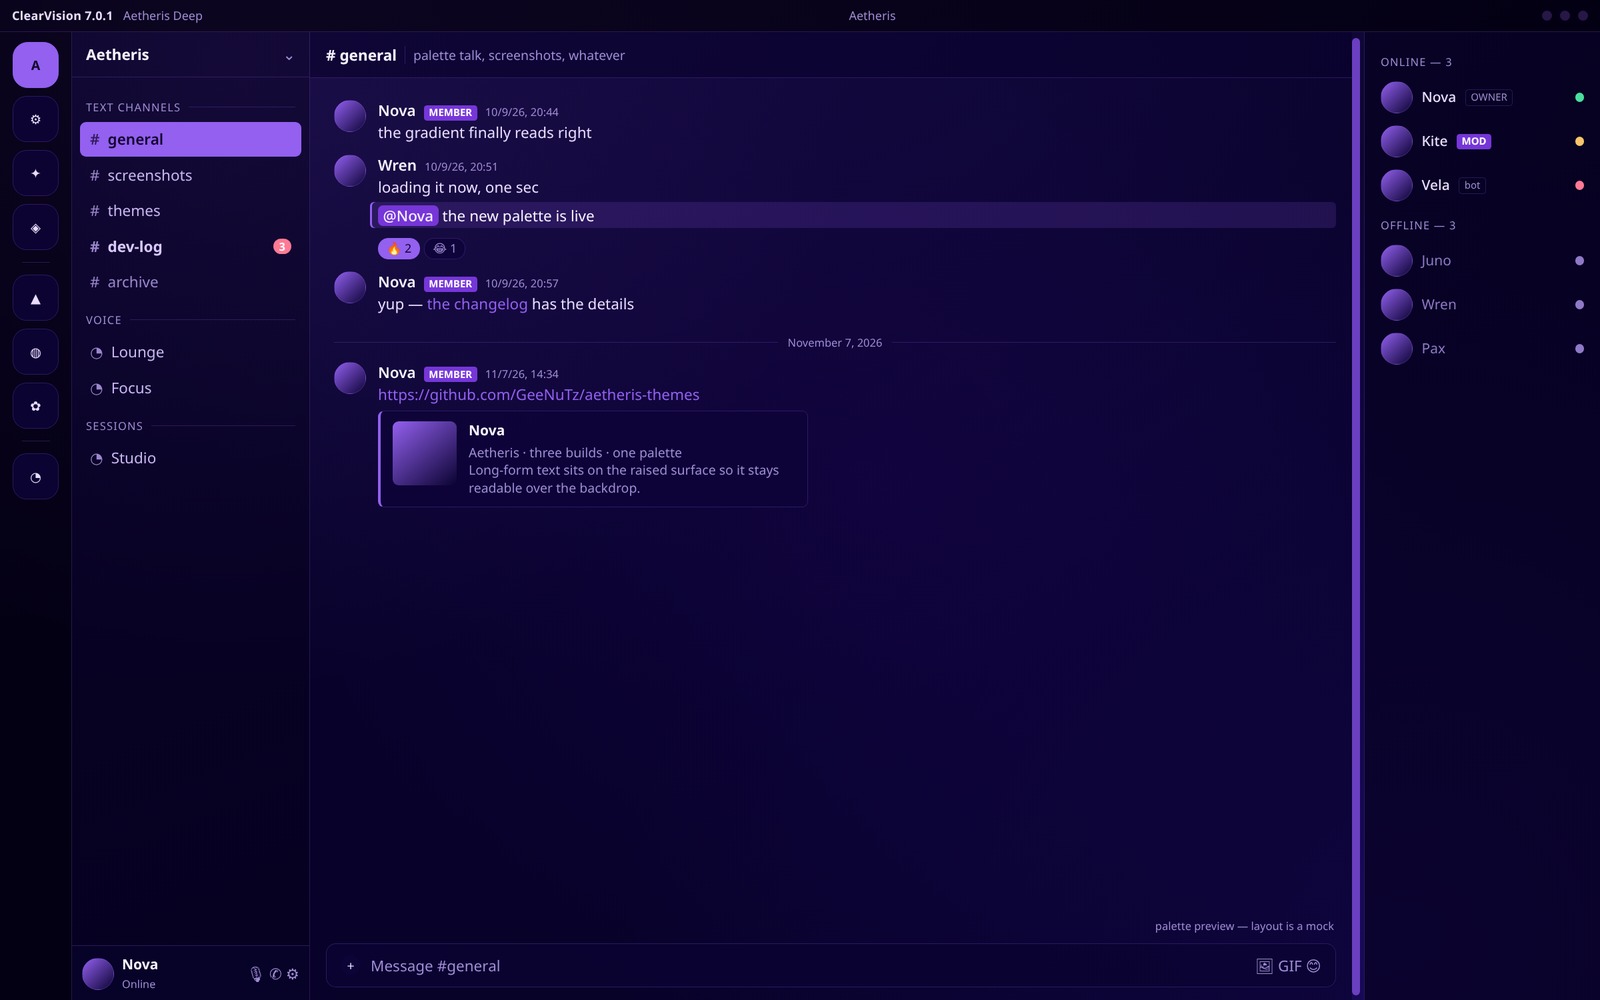 ClearVision 7.0.1 Aetheris Deep
Aetheris
A
Aetheris
TEXT CHANNELS
# general
# screenshots
# themes
# dev-log 3
# archive
VOICE
Lounge
Focus
SESSIONS
Studio
Nova
Online
# general palette talk, screenshots, whatever
Nova MEMBER 10/9/26, 20:44
the gradient finally reads right
Wren 10/9/26, 20:51
loading it now, one sec
@Nova the new palette is live
🔥 2 😂 1
Nova MEMBER 10/9/26, 20:57
yup — the changelog has the details
November 7, 2026
Nova MEMBER 11/7/26, 14:34
https://github.com/GeeNuTz/aetheris-themes
Nova
Aetheris · three builds · one palette
Long-form text sits on the raised surface so it stays
readable over the backdrop.
palette preview — layout is a mock
+ Message #general GIF
ONLINE — 3
Nova OWNER
Kite MOD
Vela bot
OFFLINE — 3
Juno
Wren
Pax